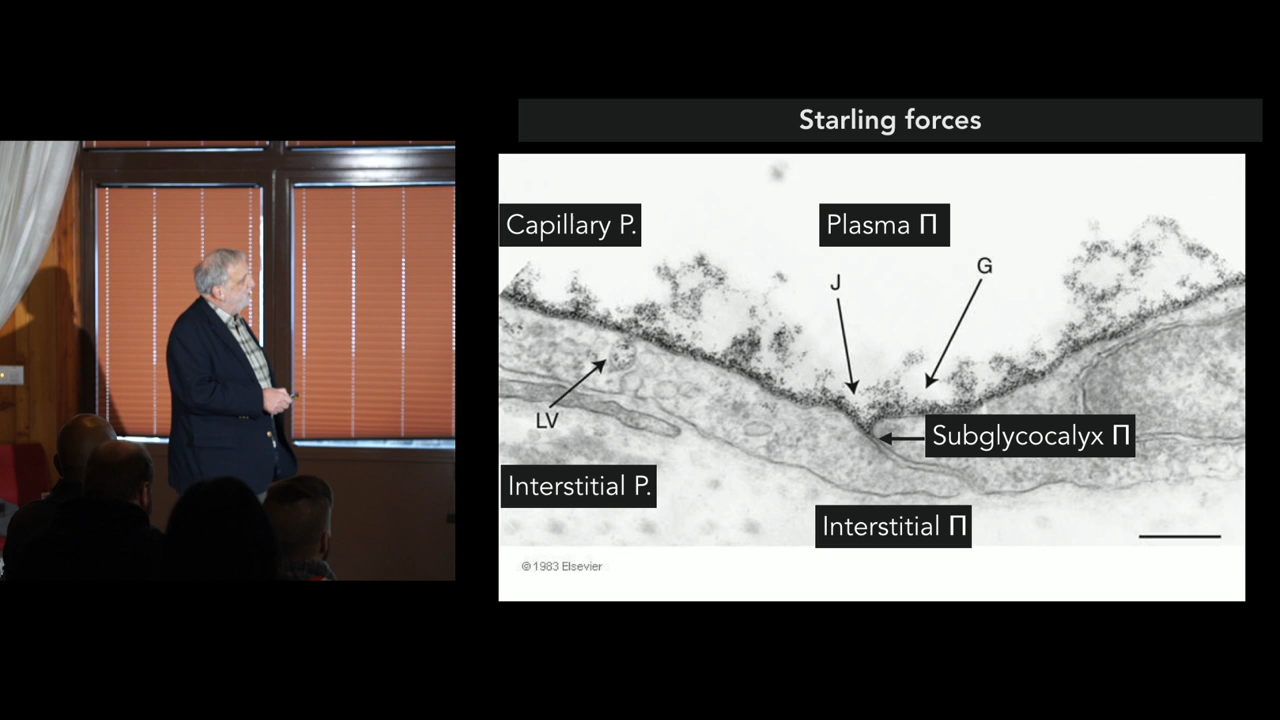 Starling forces
Capillary P.
Plasma Π
G
J
LV
Subglycocalyx Π
Interstitial P.
Interstitial Π
© 1983 Elsevier